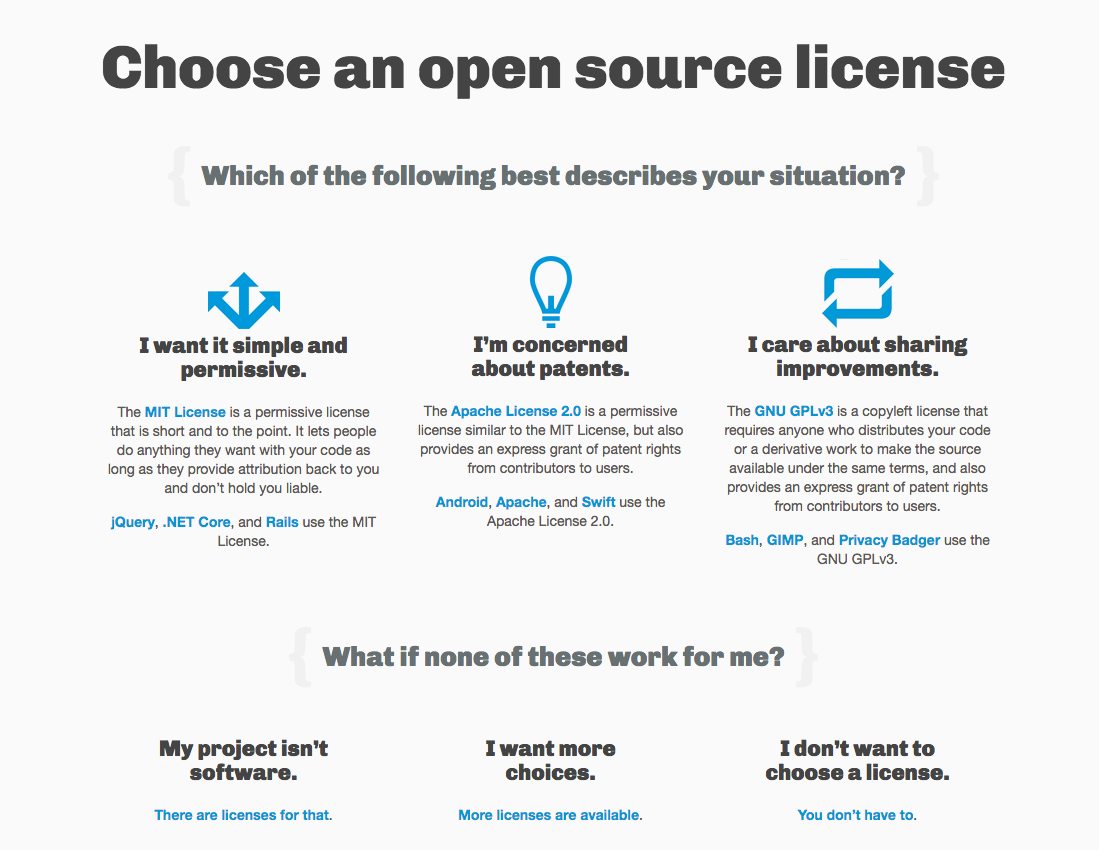 Choose an open source license
{ Which of the following best describes your situation? }
I want it simple and
permissive.
The MIT License is a permissive license
that is short and to the point. It lets people
do anything they want with your code as
long as they provide attribution back to you
and don’t hold you liable.
jQuery, .NET Core, and Rails use the MIT
License.
I’m concerned
about patents.
The Apache License 2.0 is a permissive
license similar to the MIT License, but also
provides an express grant of patent rights
from contributors to users.
Android, Apache, and Swift use the
Apache License 2.0.
I care about sharing
improvements.
The GNU GPLv3 is a copyleft license that
requires anyone who distributes your code
or a derivative work to make the source
available under the same terms, and also
provides an express grant of patent rights
from contributors to users.
Bash, GIMP, and Privacy Badger use the
GNU GPLv3.
{ What if none of these work for me? }
My project isn’t
software.
There are licenses for that.
I want more
choices.
More licenses are available.
I don’t want to
choose a license.
You don’t have to.